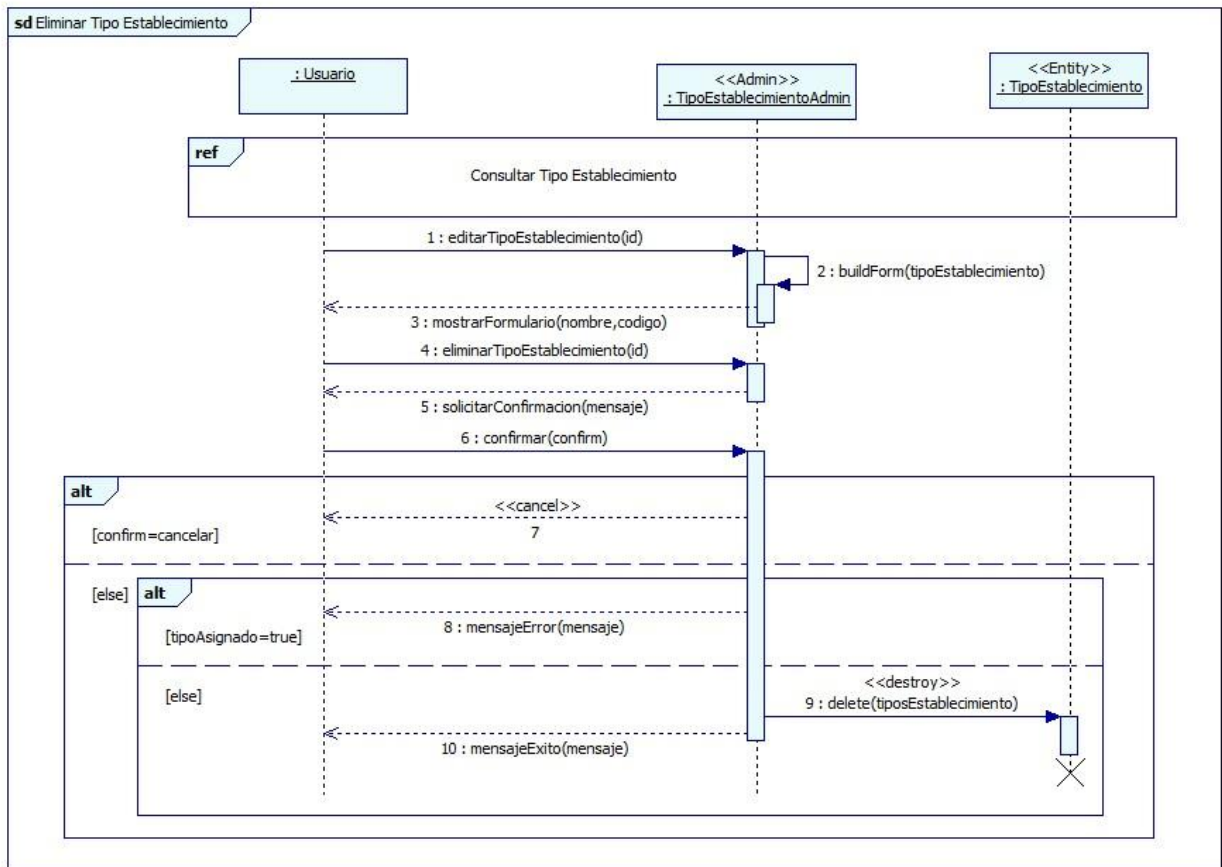 sd Eliminar Tipo Establecimiento
: Usuario
<<Admin>>
: TipoEstablecimientoAdmin
<<Entity>>
: TipoEstablecimiento
ref
Consultar Tipo Establecimiento
1 : editarTipoEstablecimiento(id)
2 : buildForm(tipoEstablecimiento)
3 : mostrarFormulario(nombre,codigo)
4 : eliminarTipoEstablecimiento(id)
5 : solicitarConfirmacion(mensaje)
6 : confirmar(confirm)
alt
<<cancel>>
[confirm=cancelar]
7
[else]
alt
8 : mensajeError(mensaje)
[tipoAsignado=true]
<<destroy>>
[else]
9 : delete(tiposEstablecimiento)
10 : mensajeExito(mensaje)